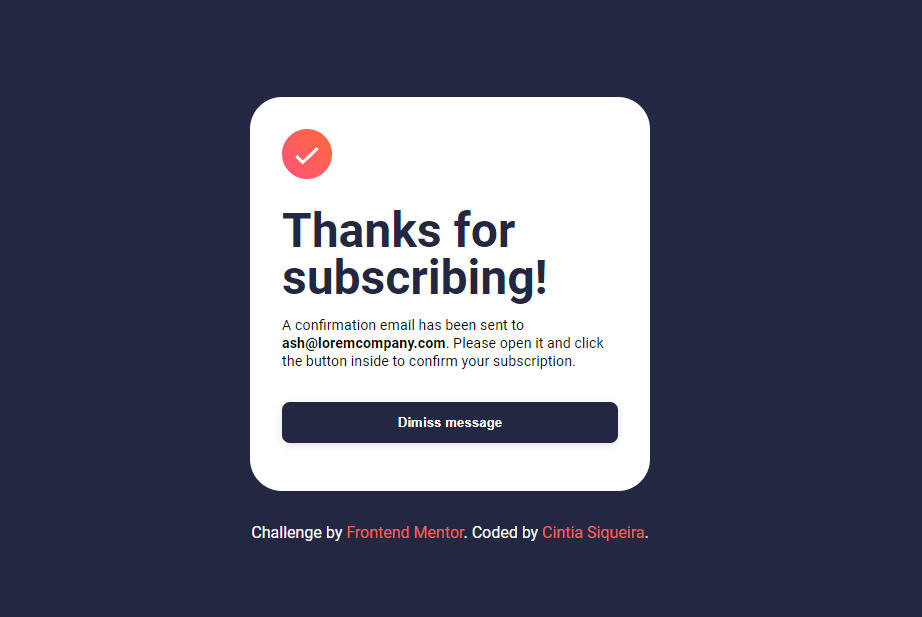 Thanks for
subscribing!
A confirmation email has been sent to
ash@loremcompany.com. Please open it and click
the button inside to confirm your subscription.
Dimiss message
Challenge by Frontend Mentor. Coded by Cintia Siqueira.